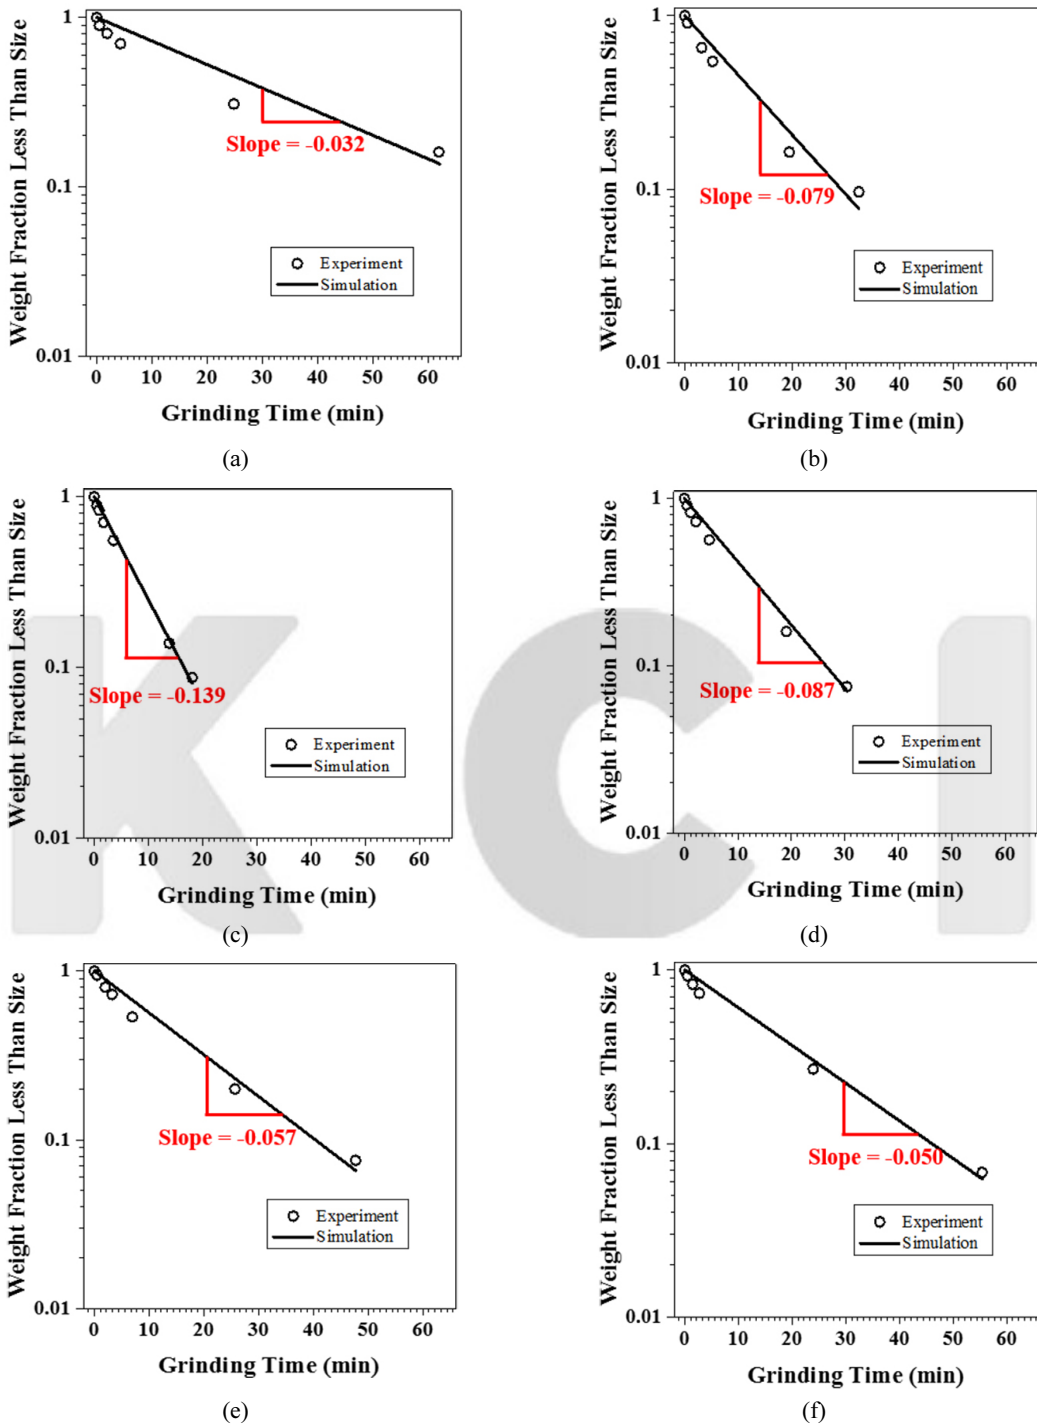 Weight Fraction Less Than Size
1
0.1
0.01
Slope = -0.032
Experiment
Simulation
0 10 20 30 40 50 60
Grinding Time (min)
(a)
Weight Fraction Less Than Size
1
0.1
0.01
Slope = -0.079
Experiment
Simulation
0 10 20 30 40 50 60
Grinding Time (min)
(b)
Weight Fraction Less Than Size
1
0.1
0.01
Slope = -0.139
Experiment
Simulation
0 10 20 30 40 50 60
Grinding Time (min)
(c)
Weight Fraction Less Than Size
1
0.1
0.01
Slope = -0.087
Experiment
Simulation
0 10 20 30 40 50 60
Grinding Time (min)
(d)
Weight Fraction Less Than Size
1
0.1
0.01
Slope = -0.057
Experiment
Simulation
0 10 20 30 40 50 60
Grinding Time (min)
(e)
Weight Fraction Less Than Size
1
0.1
0.01
Slope = -0.050
Experiment
Simulation
0 10 20 30 40 50 60
Grinding Time (min)
(f)
KCI